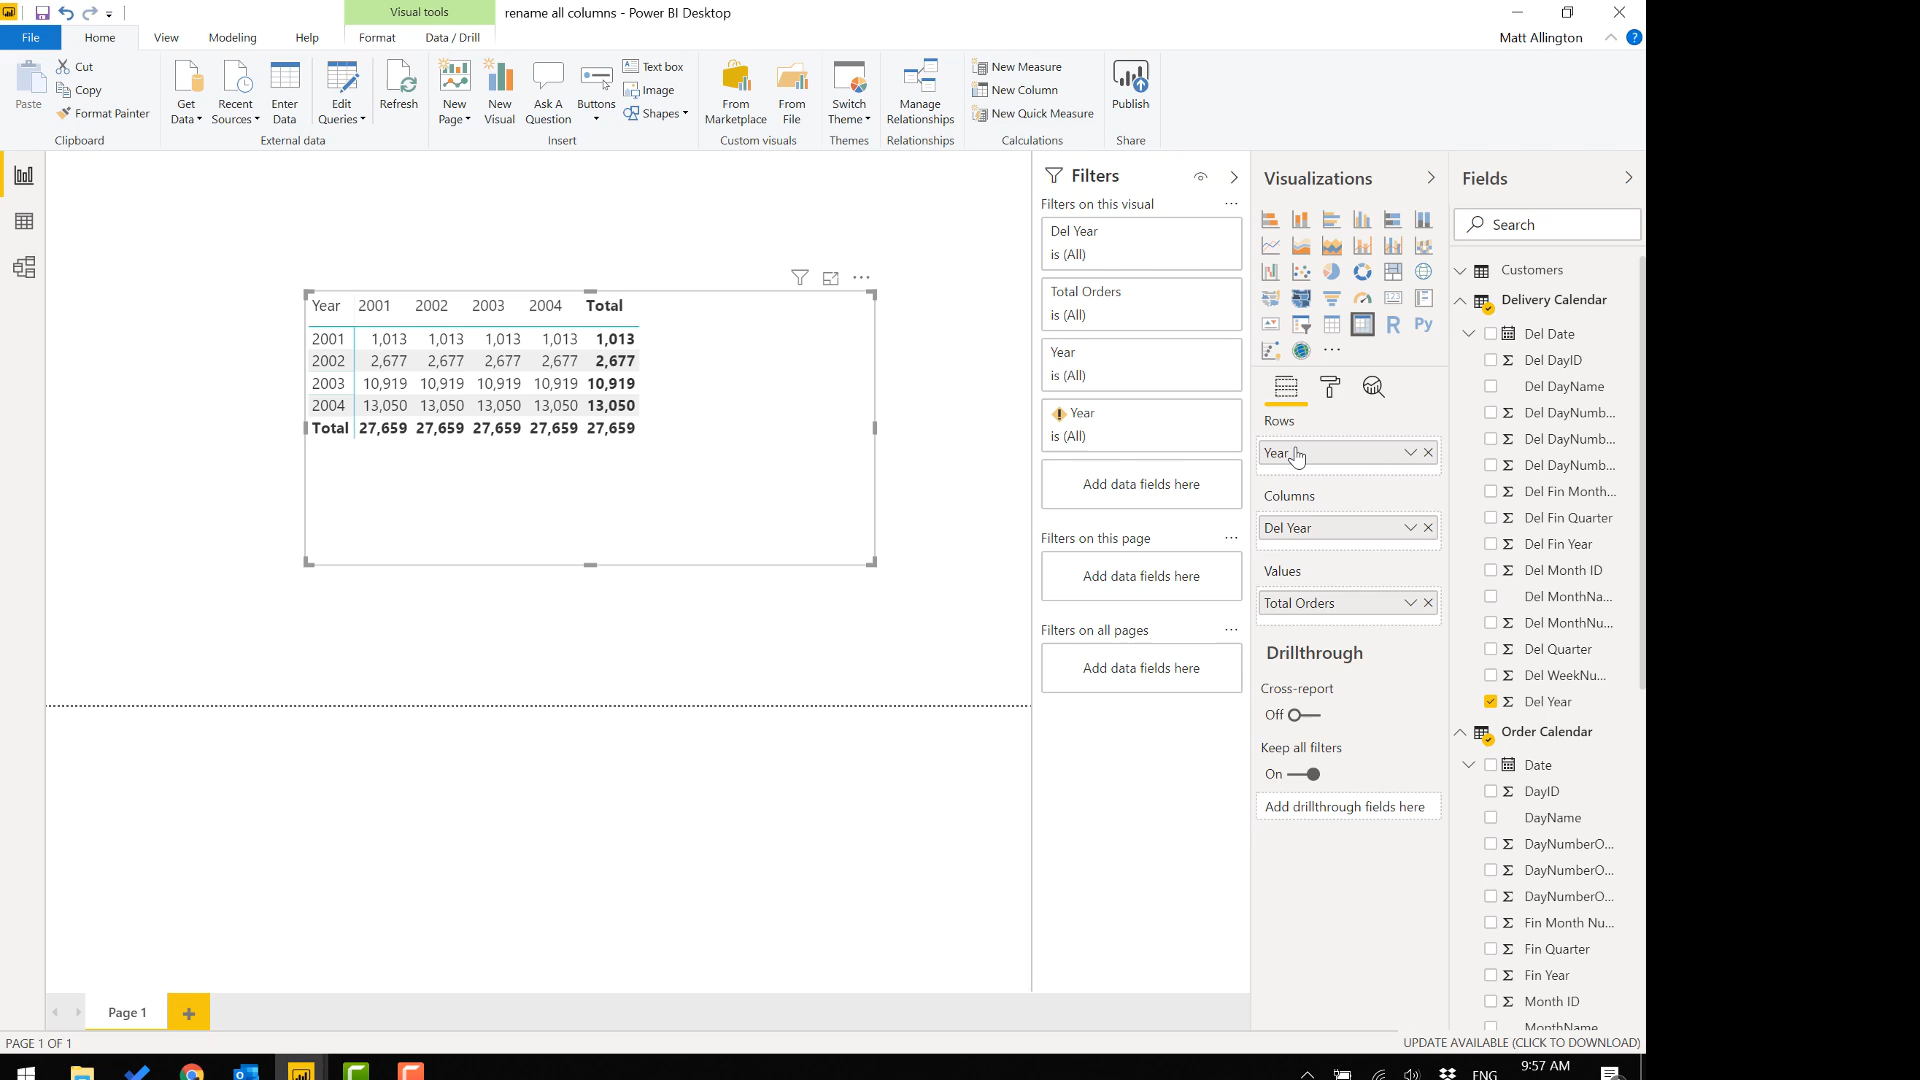 Visual tools
rename all columns - Power BI Desktop
File
Home
View
Modeling
Help
Format
Data / Drill
Matt Allington
?
Paste
Cut
Copy
Format Painter
Clipboard
Get Data
Recent Sources
Enter Data
Edit Queries
Refresh
External data
New Page
New Visual
Ask A Question
Buttons
Text box
Image
Shapes
Insert
From Marketplace
From File
Custom visuals
Switch Theme
Themes
Manage Relationships
Relationships
New Measure
New Column
New Quick Measure
Calculations
Publish
Share
Year 2001 2002 2003 2004 Total
2001 1,013 1,013 1,013 1,013 1,013
2002 2,677 2,677 2,677 2,677 2,677
2003 10,919 10,919 10,919 10,919 10,919
2004 13,050 13,050 13,050 13,050 13,050
Total 27,659 27,659 27,659 27,659 27,659
Filters
Filters on this visual ...
Del Year
is (All)
Total Orders
is (All)
Year
is (All)
Year
is (All)
Add data fields here
Filters on this page ...
Add data fields here
Filters on all pages ...
Add data fields here
Visualizations
123
R
Py
...
Rows
Year
Columns
Del Year
Values
Total Orders
Drillthrough
Cross-report
Off
Keep all filters
On
Add drillthrough fields here
Fields
Search
Customers
Delivery Calendar
Del Date
Σ Del DayID
Del DayName
Σ Del DayNumb...
Σ Del DayNumb...
Σ Del DayNumb...
Σ Del Fin Month...
Σ Del Fin Quarter
Σ Del Fin Year
Σ Del Month ID
Del MonthNa...
Σ Del MonthNu...
Σ Del Quarter
Σ Del WeekNu...
Σ Del Year
Order Calendar
Date
Σ DayID
DayName
Σ DayNumberO...
Σ DayNumberO...
Σ DayNumberO...
Σ Fin Month Nu...
Σ Fin Quarter
Σ Fin Year
Σ Month ID
MonthName
Page 1
PAGE 1 OF 1
UPDATE AVAILABLE (CLICK TO DOWNLOAD)
ENG
9:57 AM